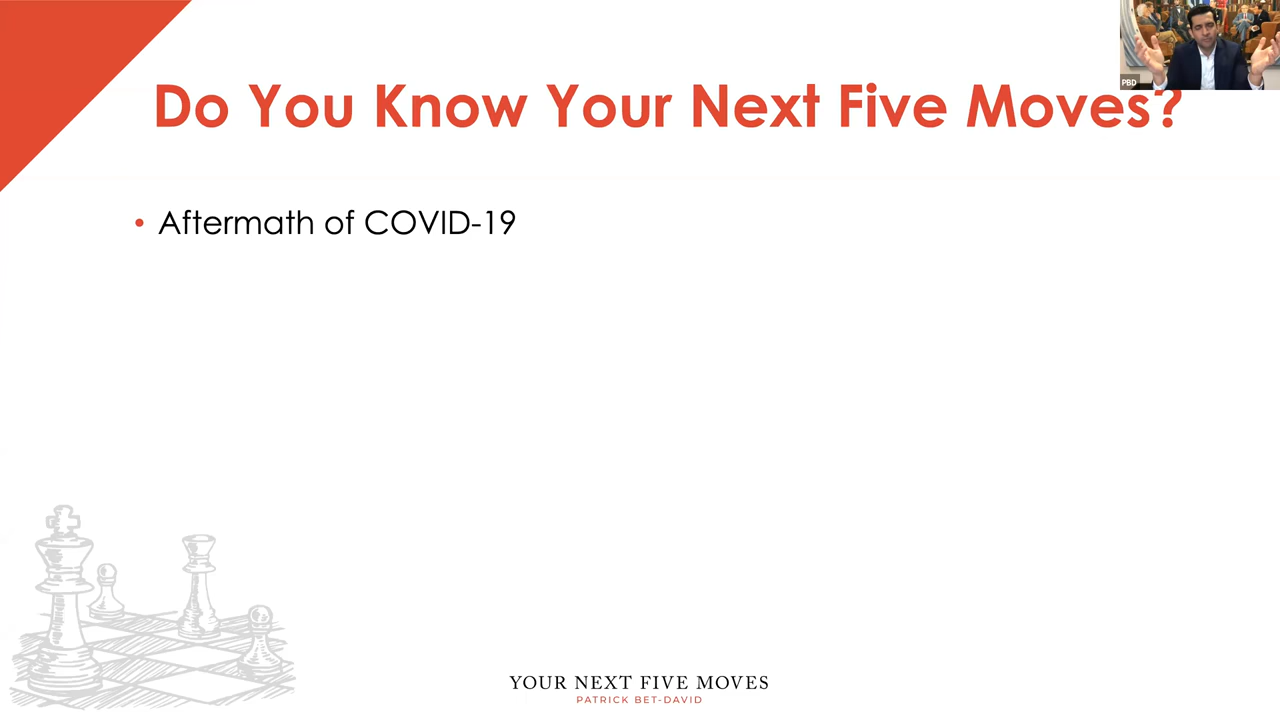 Do You Know Your Next Five Moves?
PBD
• Aftermath of COVID-19
YOUR NEXT FIVE MOVES
PATRICK BET-DAVID